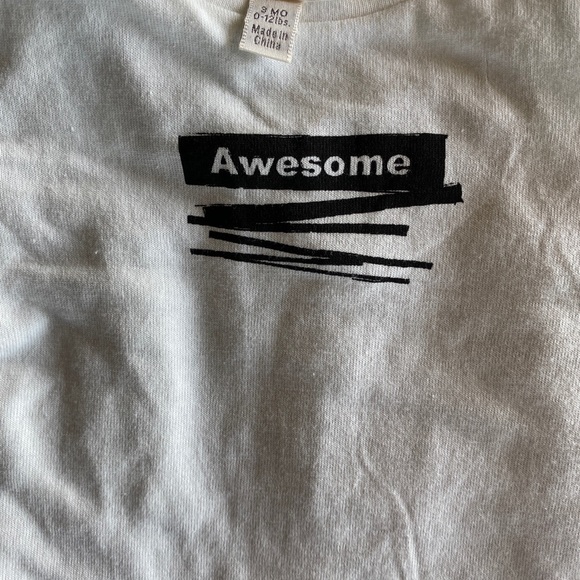 3 MO
0-12lbs.
Made in
China
Awesome